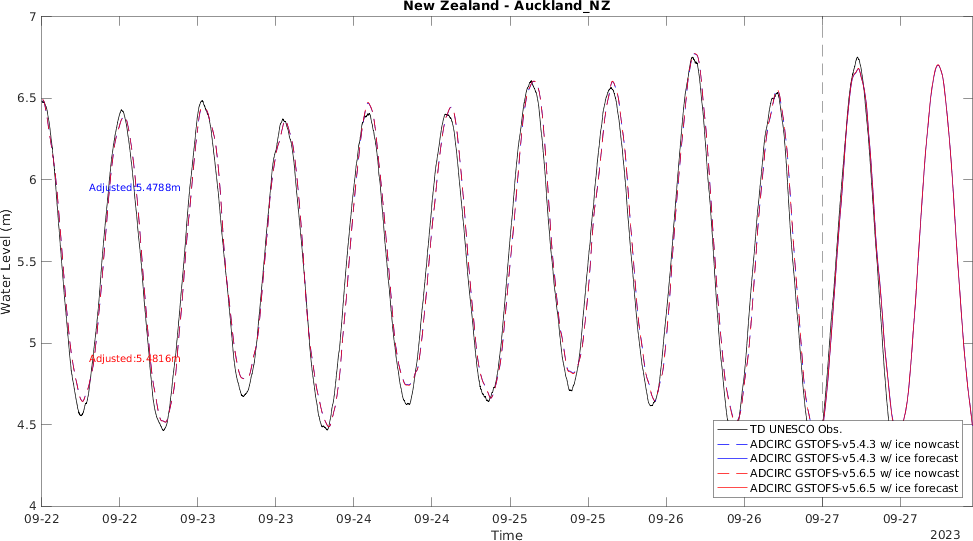 New Zealand - Auckland_NZ
7
6.5
6
5.5
5
4.5
4
Water Level (m)
Adjusted:5.4788m
Adjusted:5.4816m
TD UNESCO Obs.
ADCIRC GSTOFS-v5.4.3 w/ ice nowcast
ADCIRC GSTOFS-v5.4.3 w/ ice forecast
ADCIRC GSTOFS-v5.6.5 w/ ice nowcast
ADCIRC GSTOFS-v5.6.5 w/ ice forecast
09-22 09-22 09-23 09-23 09-24 09-24 09-25 09-25 09-26 09-26 09-27 09-27
Time
2023